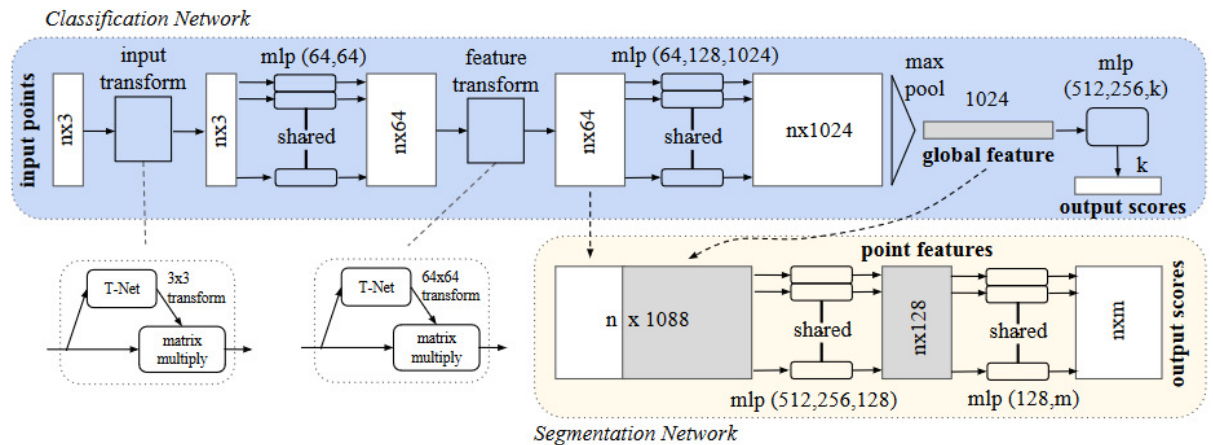 Classification Network
input points
nx3
input
transform
nx3
mlp (64,64)
shared
nx64
feature
transform
nx64
mlp (64,128,1024)
shared
nx1024
max
pool
1024
global feature
mlp
(512,256,k)
k
output scores
T-Net
3x3
transform
matrix
multiply
T-Net
64x64
transform
matrix
multiply
point features
n x 1088
shared
mlp (512,256,128)
nx128
shared
mlp (128,m)
nxm
output scores
Segmentation Network